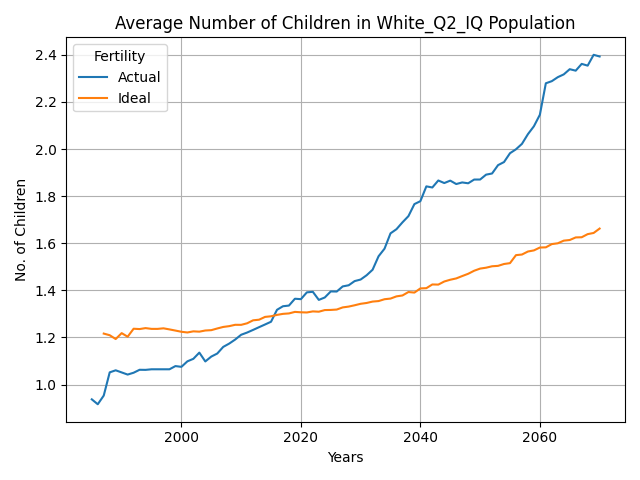 Average Number of Children in White_Q2_IQ Population
Fertility
Actual
Ideal
2.4
2.2
2.0
1.8
1.6
1.4
1.2
1.0
No. of Children
2000
2020
2040
2060
Years